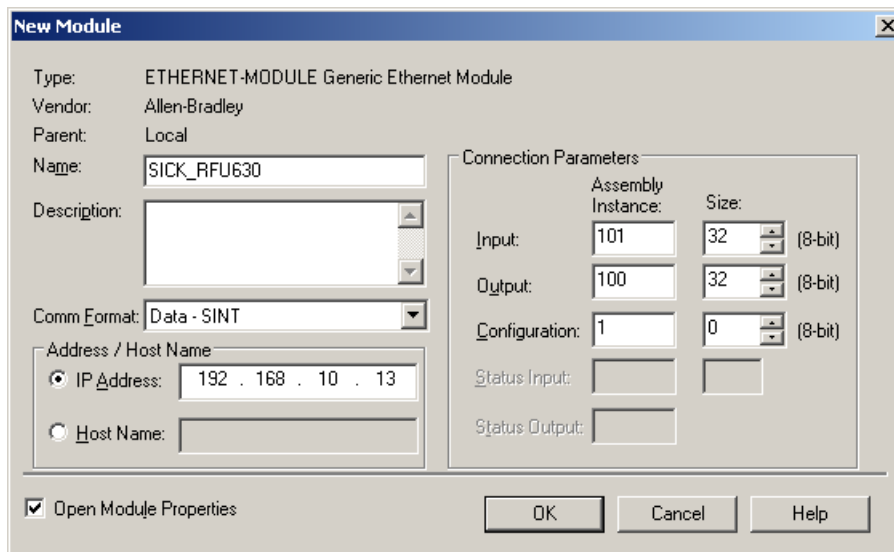 New Module
Type: ETHERNET-MODULE Generic Ethernet Module
Vendor: Allen-Bradley
Parent: Local
Name: SICK_RFU630
Description:
Comm Format: Data - SINT
Address / Host Name
IP Address: 192 . 168 . 10 . 13
Host Name:
Connection Parameters
Assembly Instance: Size:
Input: 101 32 (8-bit)
Output: 100 32 (8-bit)
Configuration: 1 0 (8-bit)
Status Input:
Status Output:
Open Module Properties
OK Cancel Help